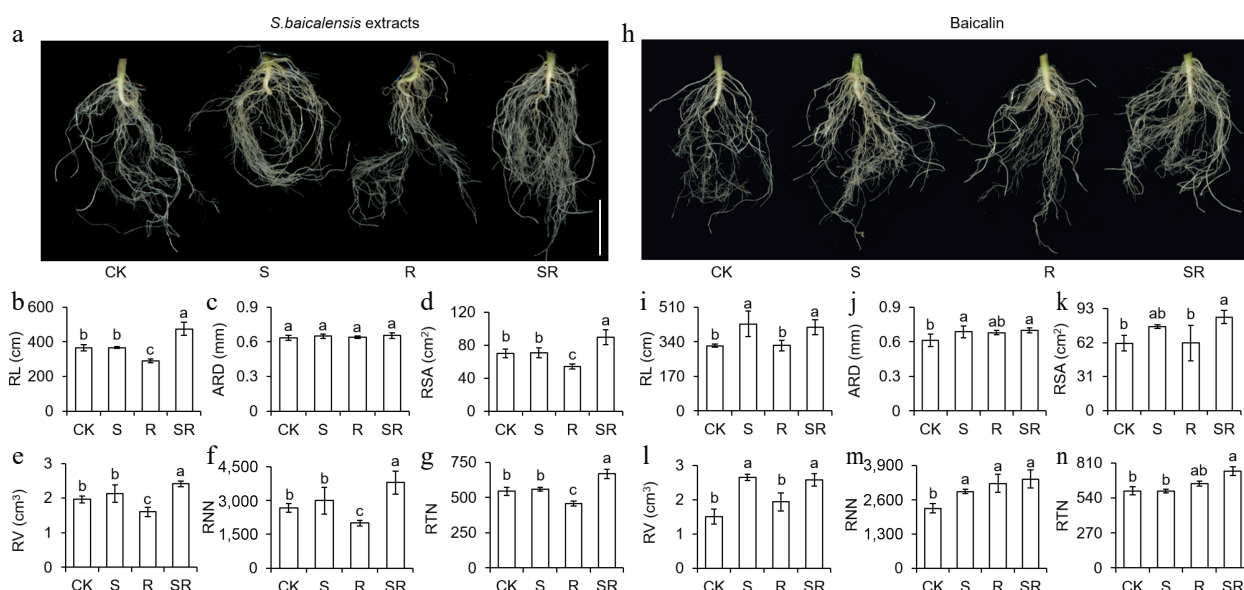 S.baicalensis extracts
Baicalin
a
h
CK S R SR
CK S R SR
b
RL (cm)
600
400
200
0
b b c a
CK S R SR
c
ARD (mm)
0.9
0.6
0.3
0
a a a a
CK S R SR
d
RSA (cm²)
120
80
40
0
b b c a
CK S R SR
i
RL (cm)
510
340
170
0
b a b a
CK S R SR
j
ARD (mm)
0.9
0.6
0.3
0
b a ab a
CK S R SR
k
RSA (cm²)
93
62
31
0
b ab b a
CK S R SR
e
RV (cm³)
3
2
1
0
b b c a
CK S R SR
f
RNN
4,500
3,000
1,500
0
b b c a
CK S R SR
g
RTN
750
500
250
0
b b c a
CK S R SR
l
RV (cm³)
3
2
1
0
b a b a
CK S R SR
m
RNN
3,900
2,600
1,300
0
b a a a
CK S R SR
n
RTN
810
540
270
0
b b ab a
CK S R SR